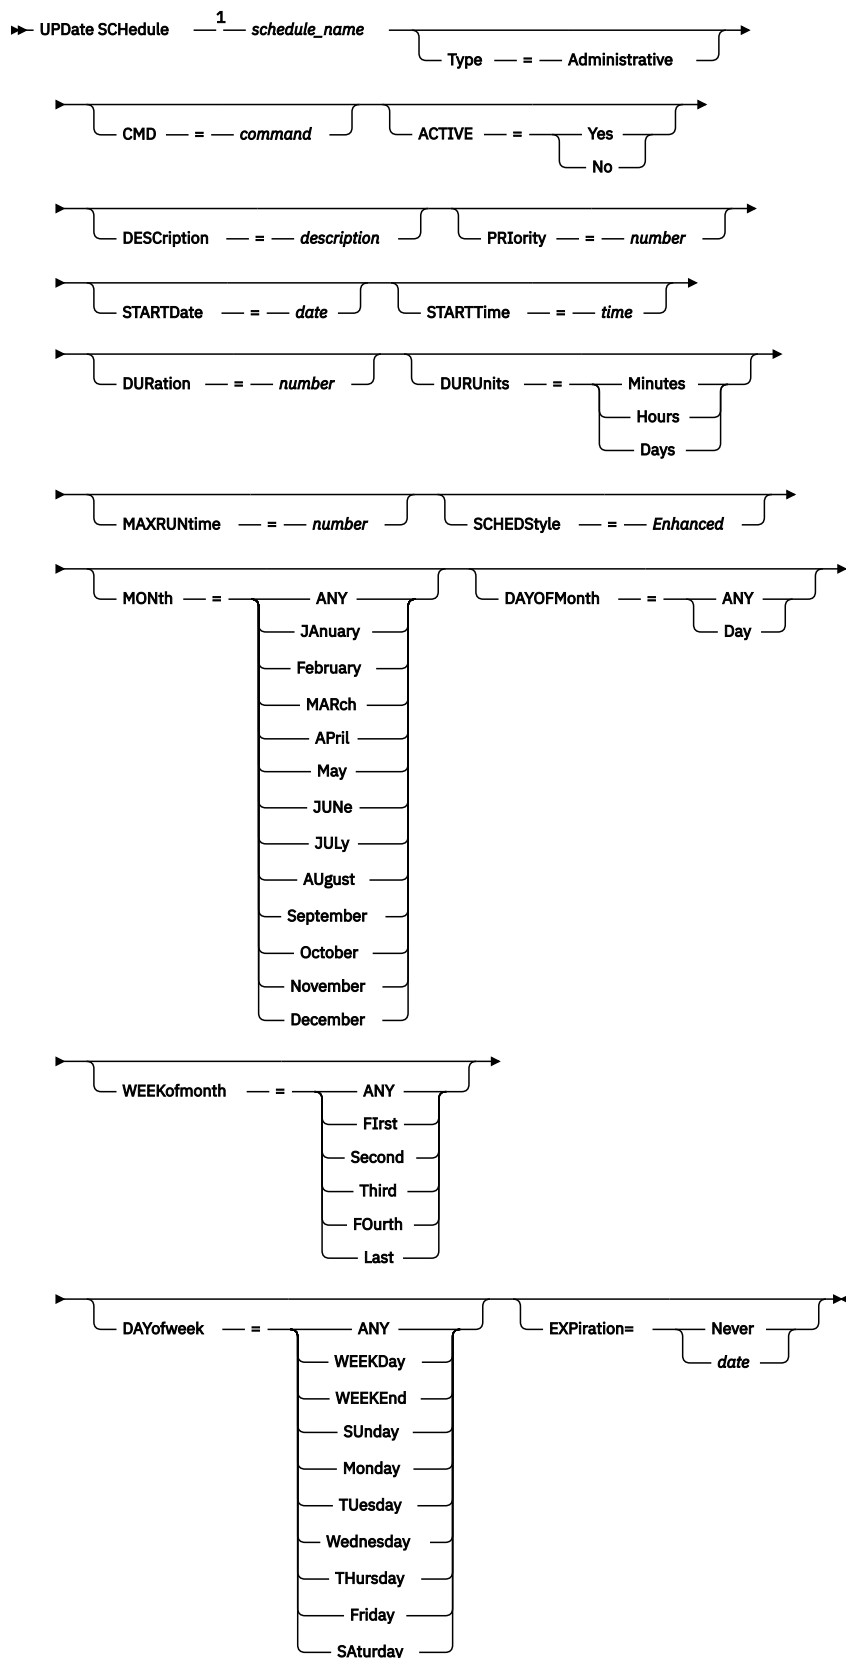 1
UPDate SCHedule schedule_name
Type = Administrative
CMD = command ACTIVE = Yes
No
DESCription = description PRIority = number
STARTDate = date STARTTime = time
DURation = number DURUnits = Minutes
Hours
Days
MAXRUNtime = number SCHEDStyle = Enhanced
MONth = ANY DAYOFMonth = ANY
JAnuary Day
February
MARch
APril
May
JUNe
JULy
AUgust
September
October
November
December
WEEKofmonth = ANY
FIrst
Second
Third
FOurth
Last
DAYofweek = ANY EXPiration= Never
WEEKDay date
WEEKEnd
SUnday
Monday
TUesday
Wednesday
THursday
Friday
SAturday